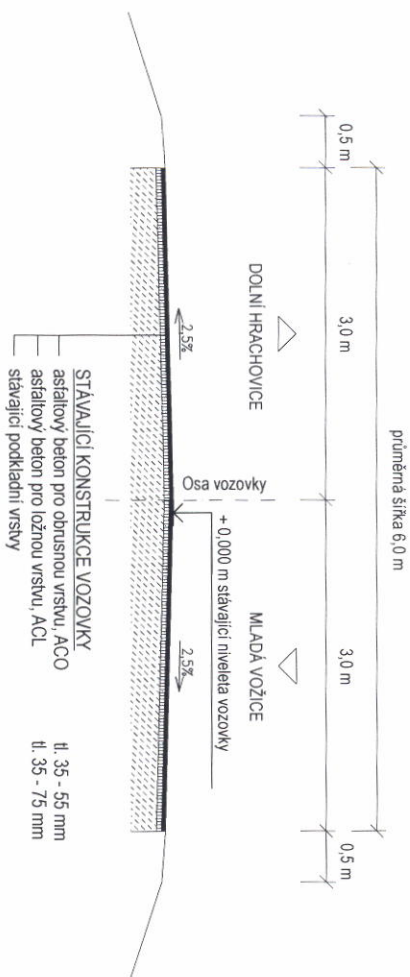 průměrná šířka 6,0 m
0,5 m
3,0 m
3,0 m
0,5 m
DOLNÍ HRACHOVICE
MLADÁ VOŽICE
Osa vozovky
+ 0,000 m stávající niveleta vozovky
2,5%
2,5%
STÁVAJÍCÍ KONSTRUKCE VOZOVKY
asfaltový beton pro obrusnou vrstvu, ACO tl. 35 - 55 mm
asfaltový beton pro ložnou vrstvu, ACL tl. 35 - 75 mm
stávající podkladní vrstvy